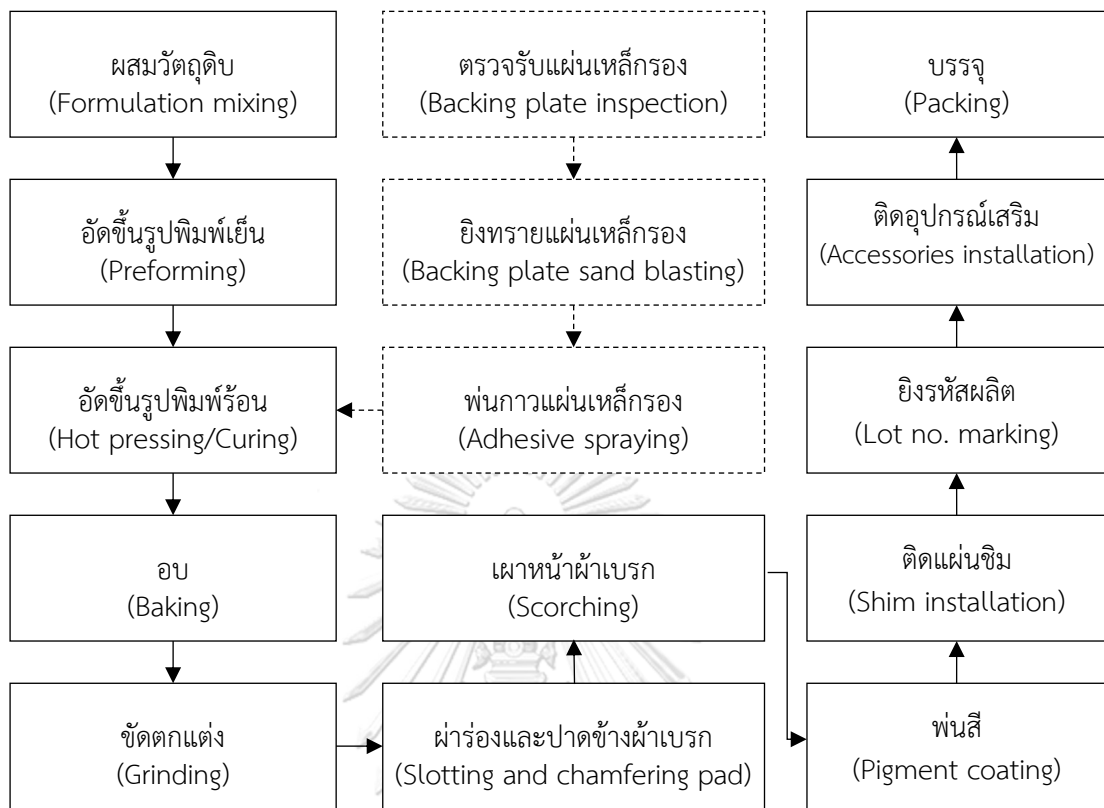 ผสมวัตถุดิบ
(Formulation mixing)
อัดขึ้นรูปพิมพ์เย็น
(Preforming)
อัดขึ้นรูปพิมพ์ร้อน
(Hot pressing/Curing)
อบ
(Baking)
ขัดตกแต่ง
(Grinding)
ตรวจรับแผ่นเหล็กรอง
(Backing plate inspection)
ยิงทรายแผ่นเหล็กรอง
(Backing plate sand blasting)
พ่นกาวแผ่นเหล็กรอง
(Adhesive spraying)
เผาหน้าผ้าเบรก
(Scorching)
ผ่าร่องและปาดข้างผ้าเบรก
(Slotting and chamfering pad)
บรรจุ
(Packing)
ติดอุปกรณ์เสริม
(Accessories installation)
ยิงรหัสผลิต
(Lot no. marking)
ติดแผ่นชิม
(Shim installation)
พ่นสี
(Pigment coating)